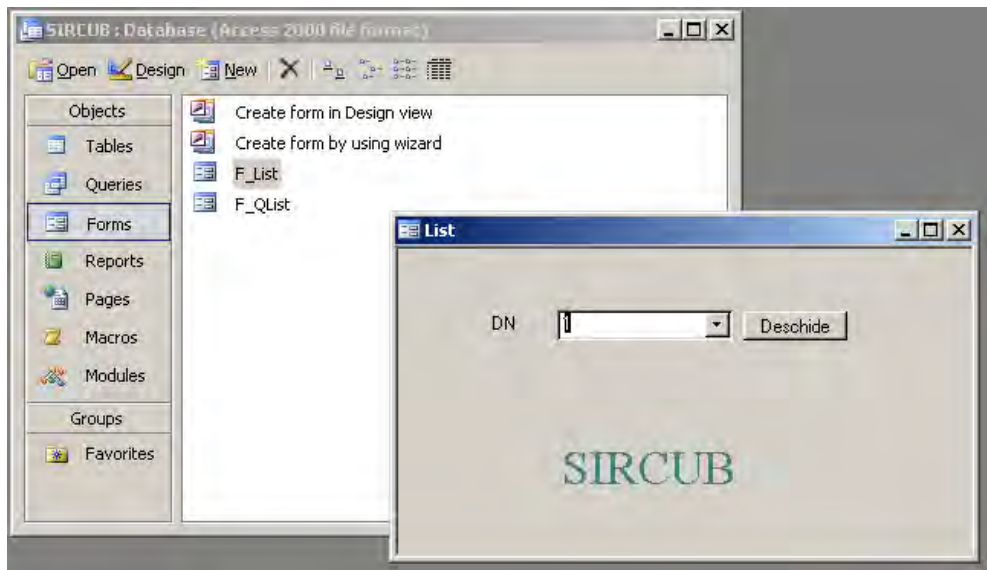 SIRCUB : Database (Access 2000 file format)
Open Design New
Objects
Tables
Queries
Forms
Reports
Pages
Macros
Modules
Groups
Favorites
Create form in Design view
Create form by using wizard
F_List
F_QList
List
DN 1 Deschide
SIRCUB